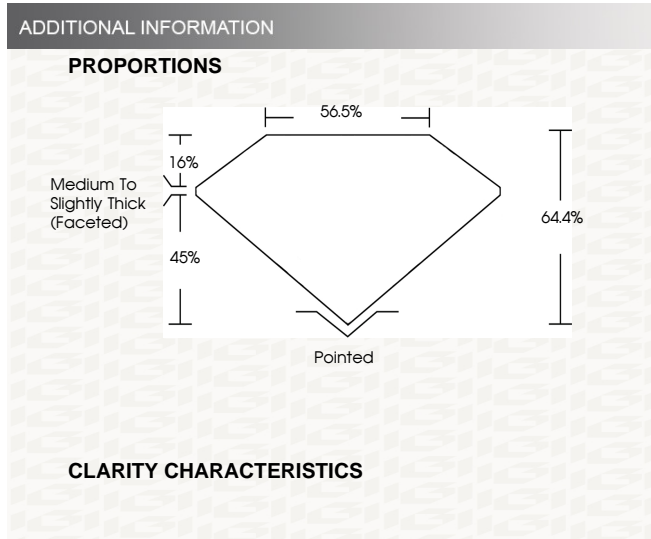 ADDITIONAL INFORMATION
PROPORTIONS
56.5%
16%
Medium To
Slightly Thick
(Faceted)
64.4%
45%
Pointed
CLARITY CHARACTERISTICS